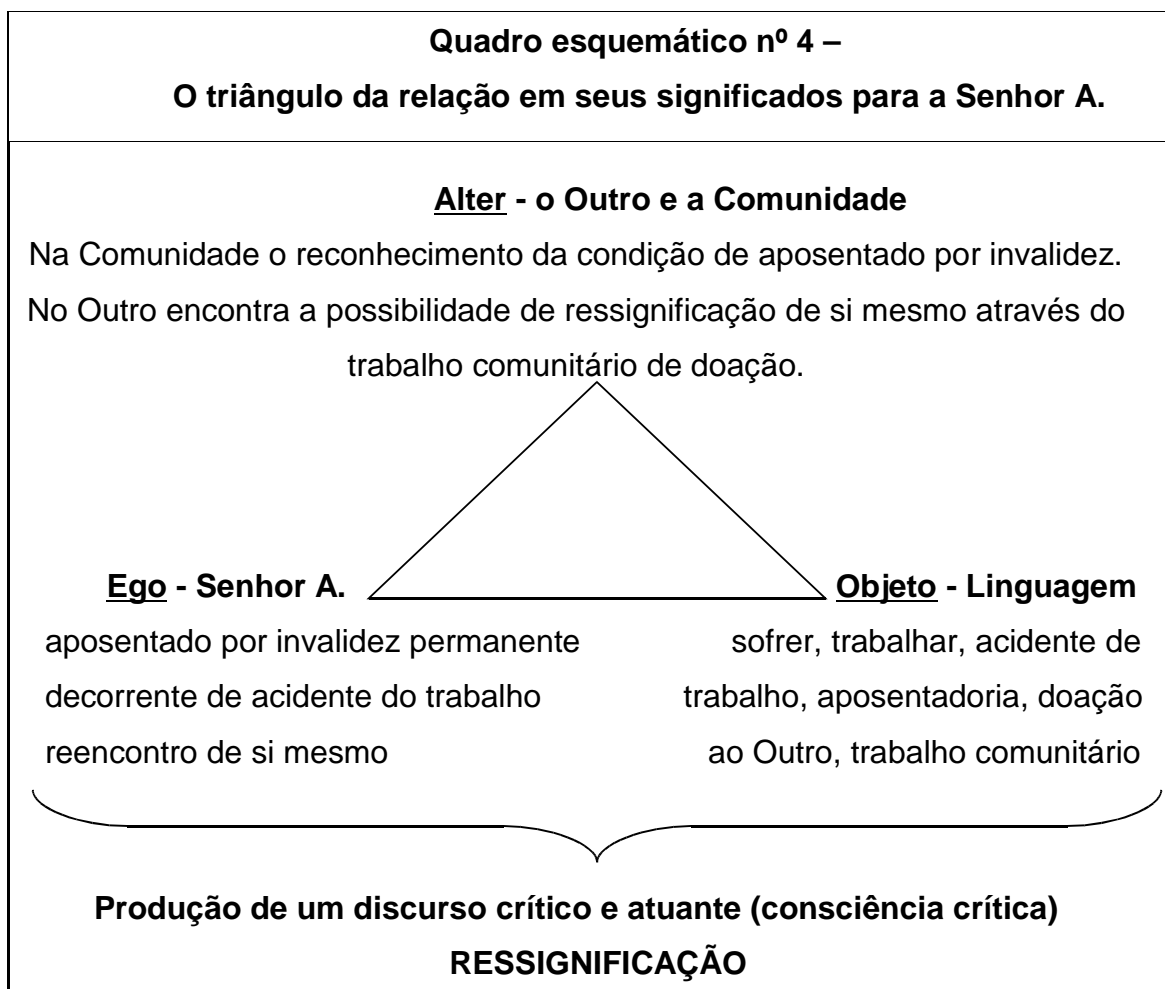 Quadro esquemático nº 4 –
O triângulo da relação em seus significados para a Senhor A.
Alter - o Outro e a Comunidade
Na Comunidade o reconhecimento da condição de aposentado por invalidez.
No Outro encontra a possibilidade de ressignificação de si mesmo através do
trabalho comunitário de doação.
Ego - Senhor A.
aposentado por invalidez permanente
decorrente de acidente do trabalho
reencontro de si mesmo
Objeto - Linguagem
sofrer, trabalhar, acidente de
trabalho, aposentadoria, doação
ao Outro, trabalho comunitário
Produção de um discurso crítico e atuante (consciência crítica)
RESSIGNIFICAÇÃO